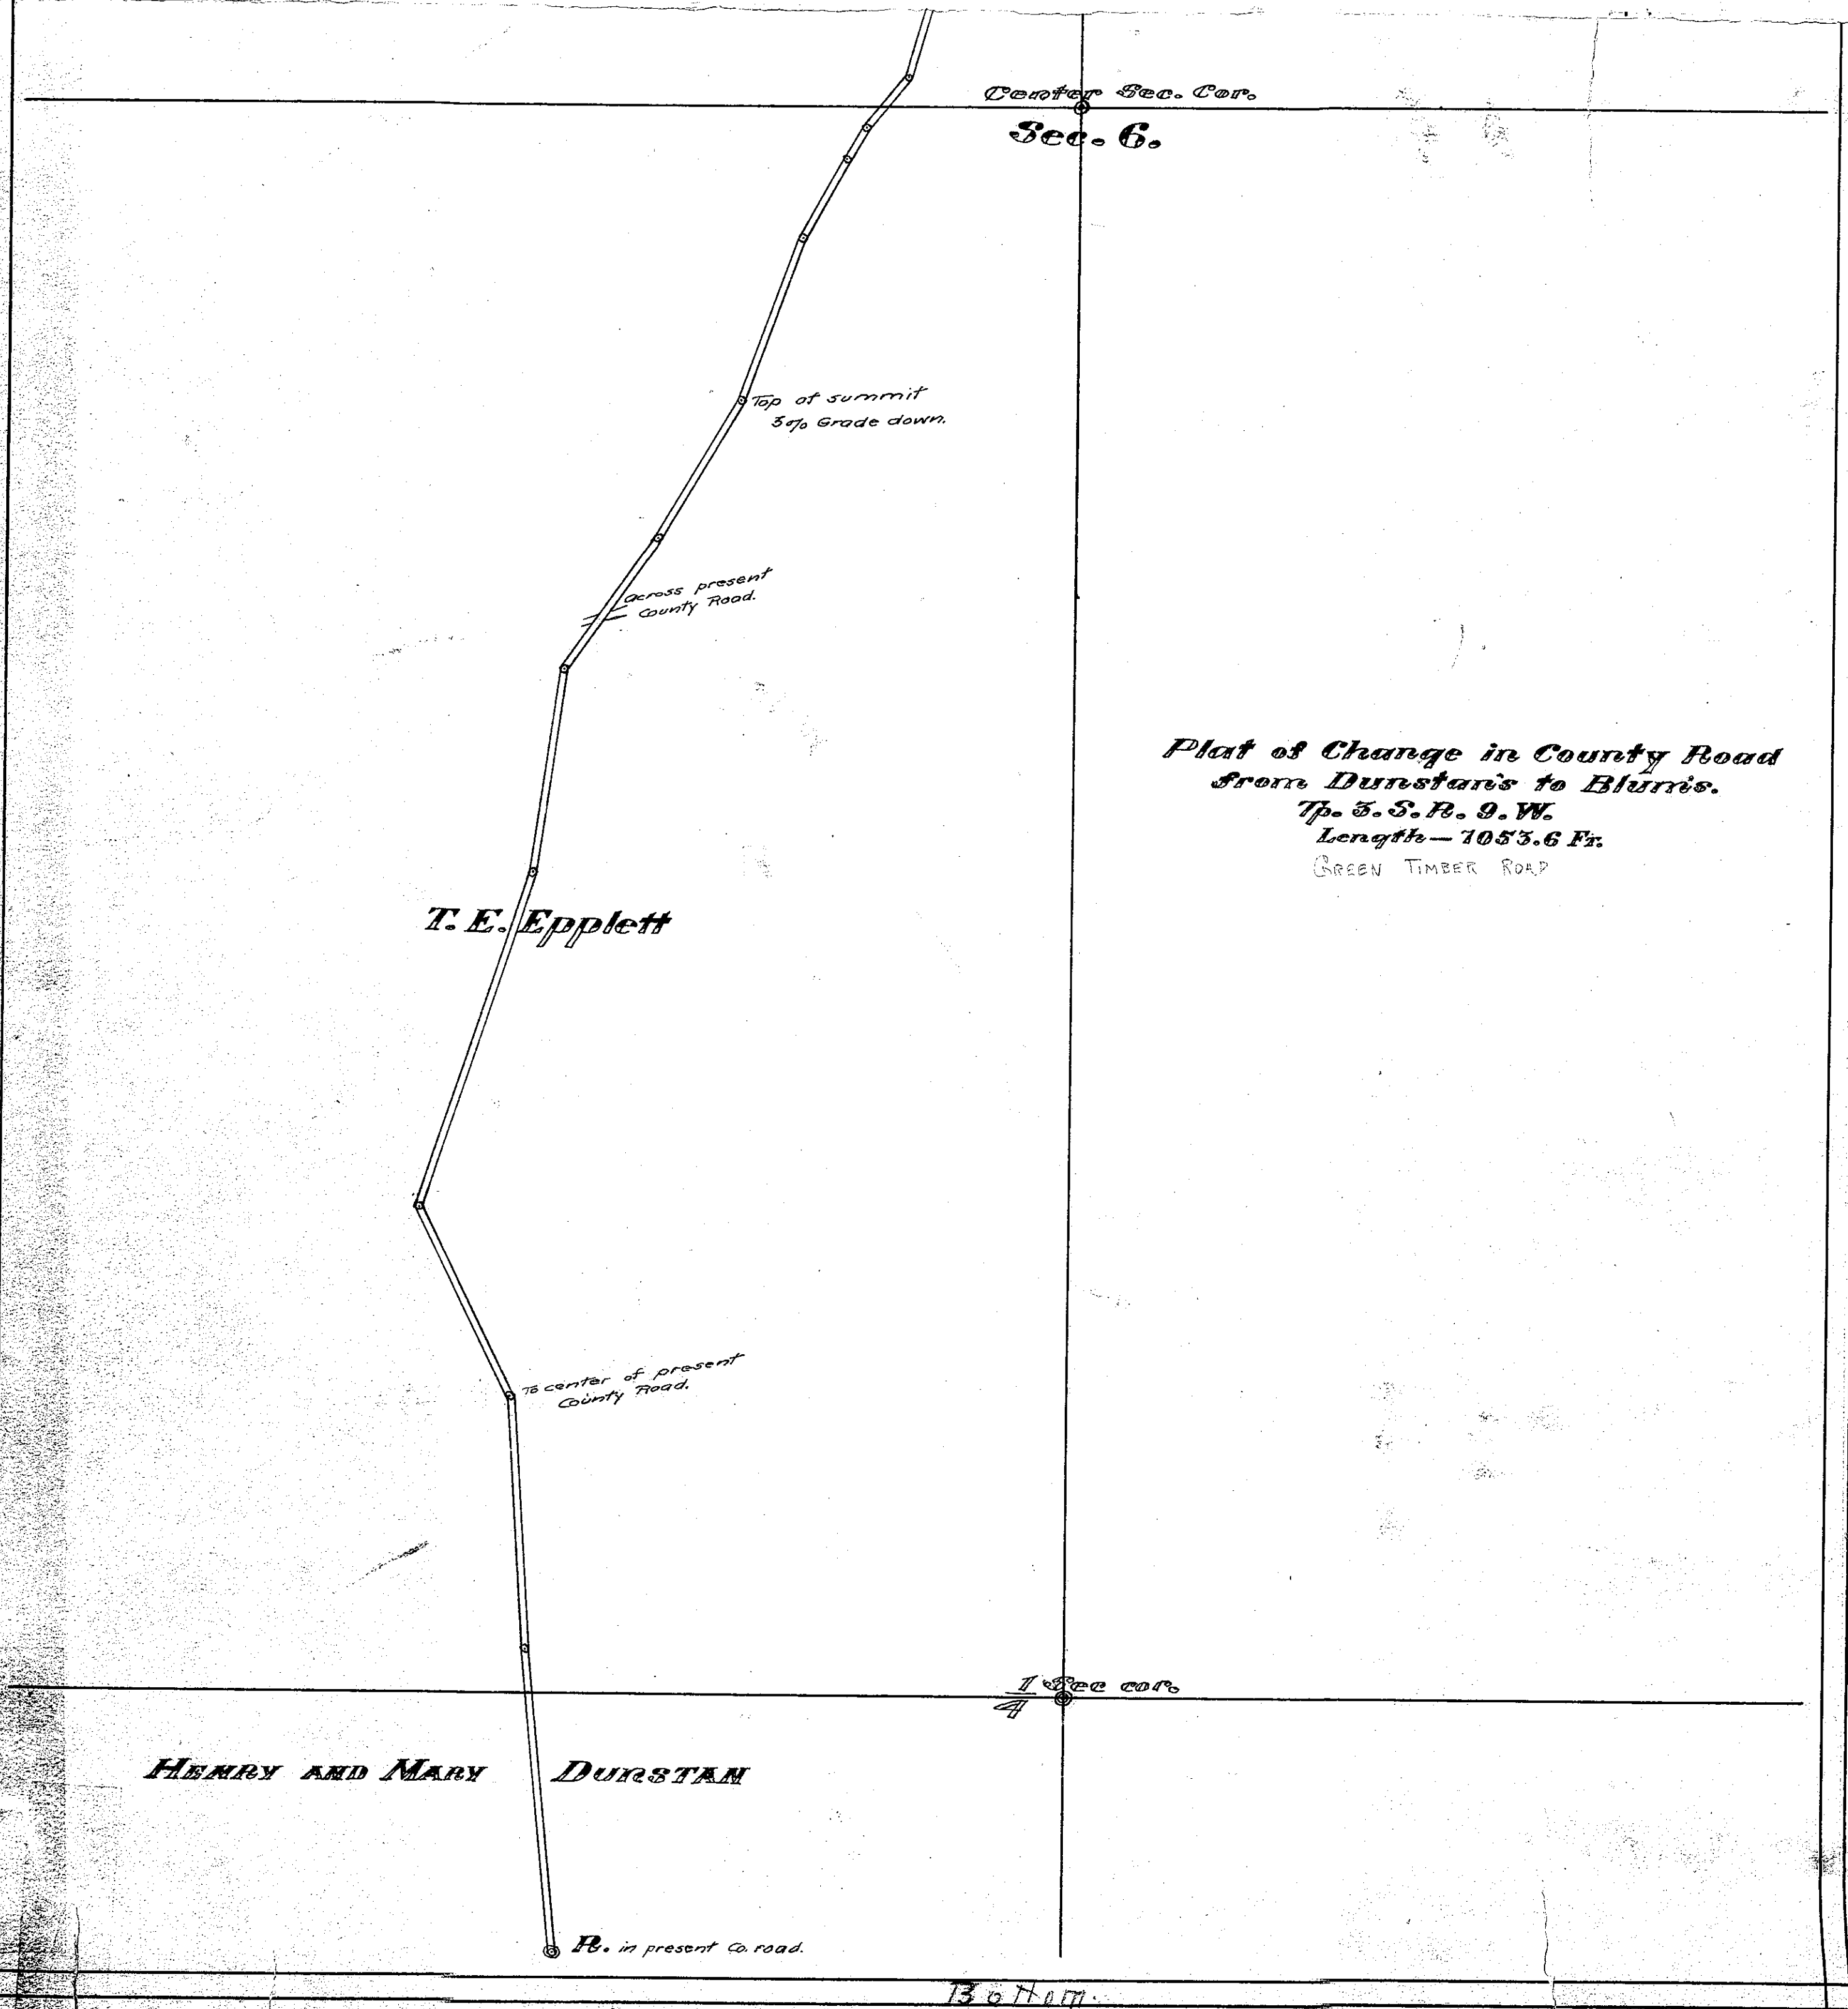 Center Sec. Cor.
Sec. 6.
Top of summit
5% Grade down.
across present
County Road.
Plat of Change in County Road
from Dunstan's to Blum's.
Tp. 3. S. R. 9. W.
Length — 7053.6 Ft.
GREEN TIMBER ROAD
T. E. Epplett
To center of present
County Road.
1/4 Sec cor.
HENRY AND MARY DUNSTAN
in present Co. road.
Bottom.